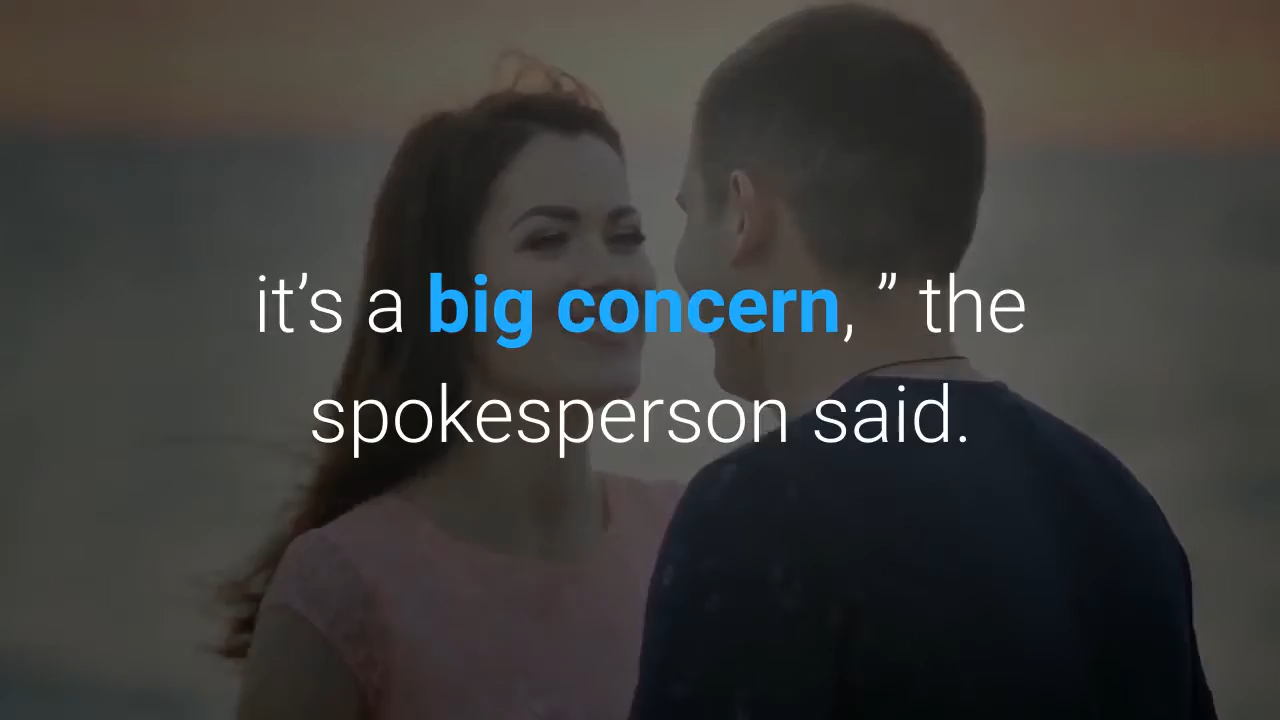 it’s a big concern, ” the
spokesperson said.